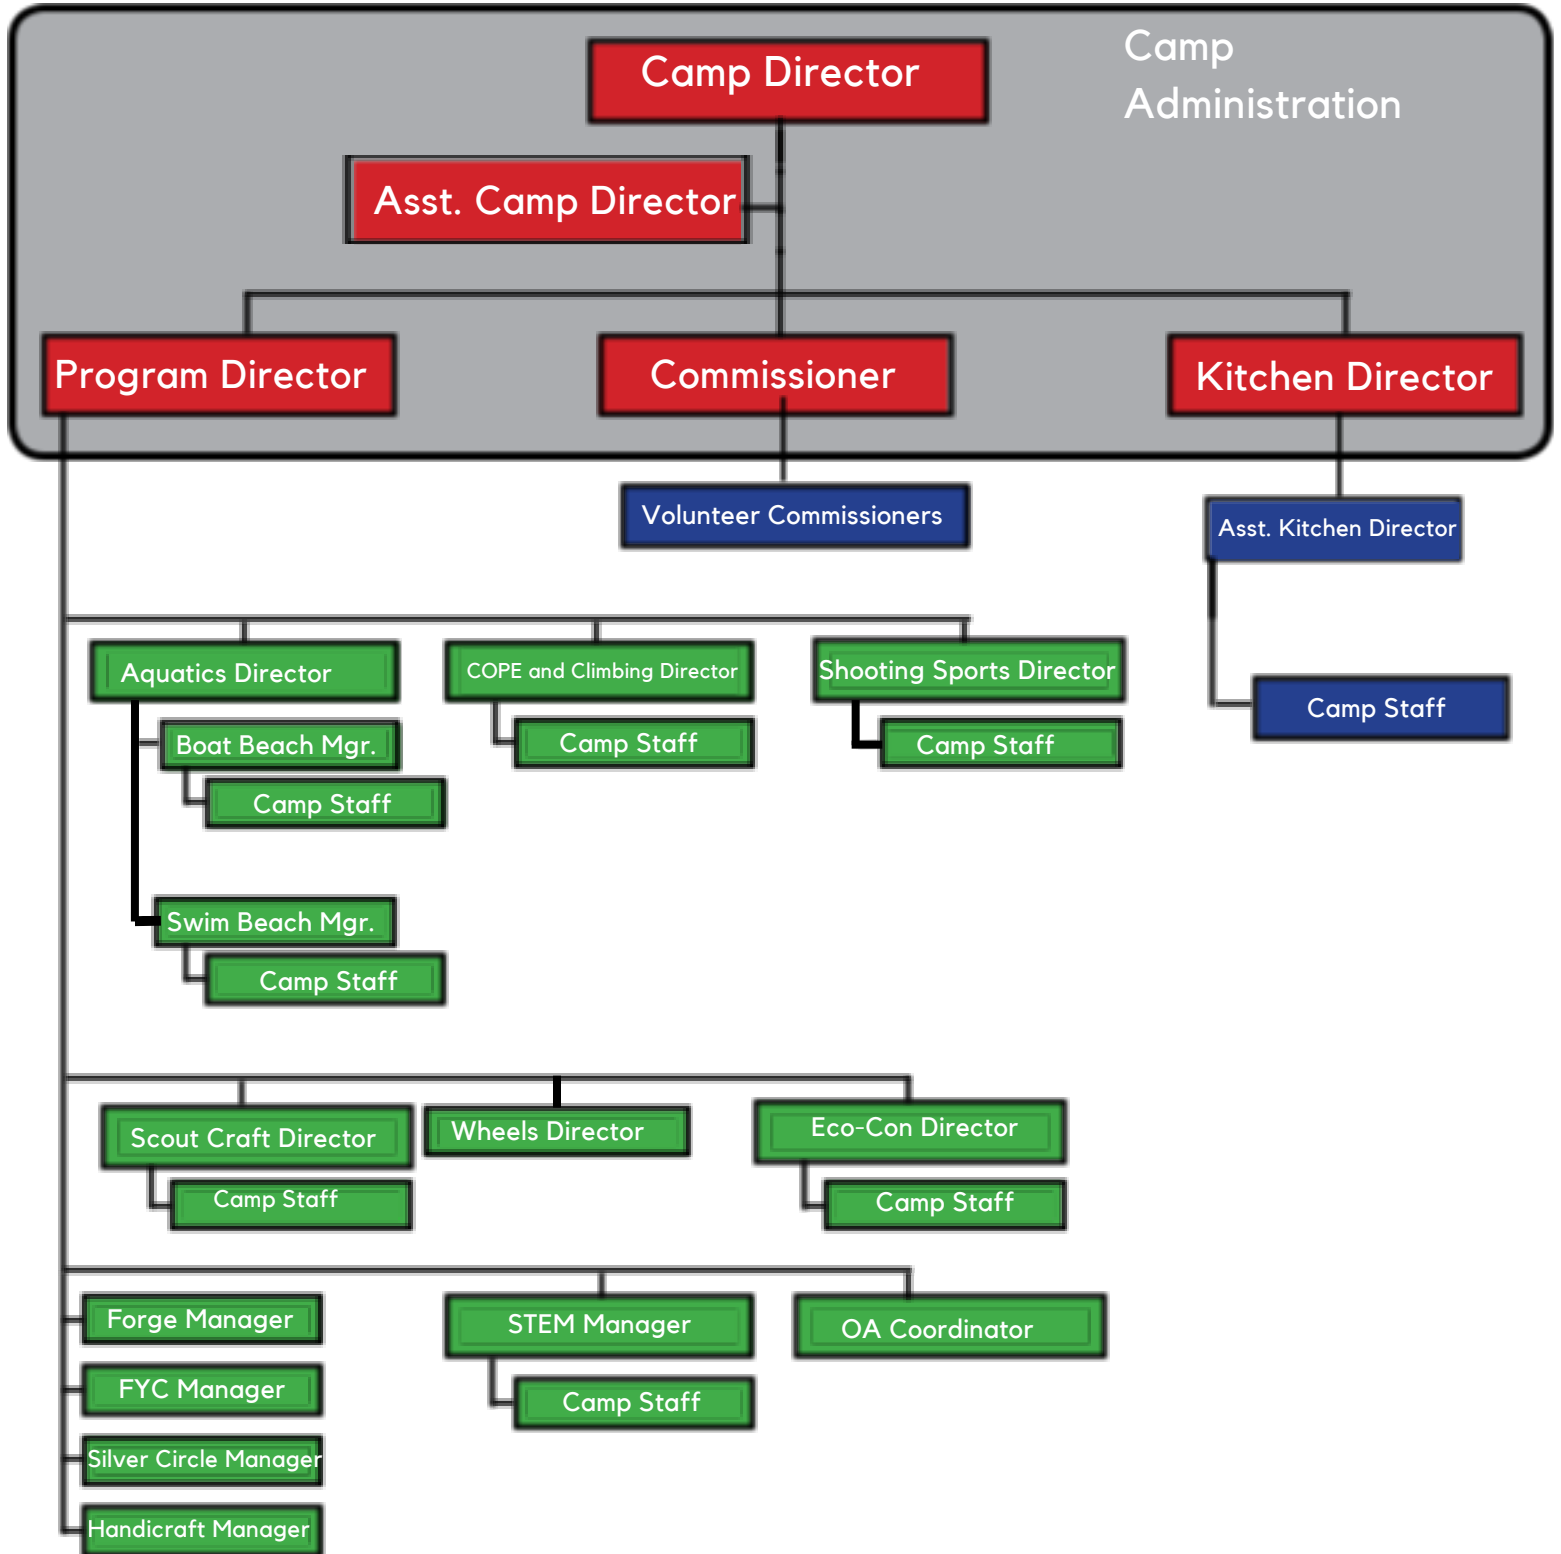 Camp
Administration
Camp Director
Asst. Camp Director
Program Director
Commissioner
Kitchen Director
Volunteer Commissioners
Asst. Kitchen Director
Camp Staff
Aquatics Director
COPE and Climbing Director
Shooting Sports Director
Boat Beach Mgr.
Camp Staff
Camp Staff
Camp Staff
Swim Beach Mgr.
Camp Staff
Scout Craft Director
Wheels Director
Eco-Con Director
Camp Staff
Camp Staff
Forge Manager
STEM Manager
OA Coordinator
FYC Manager
Camp Staff
Silver Circle Manager
Handicraft Manager